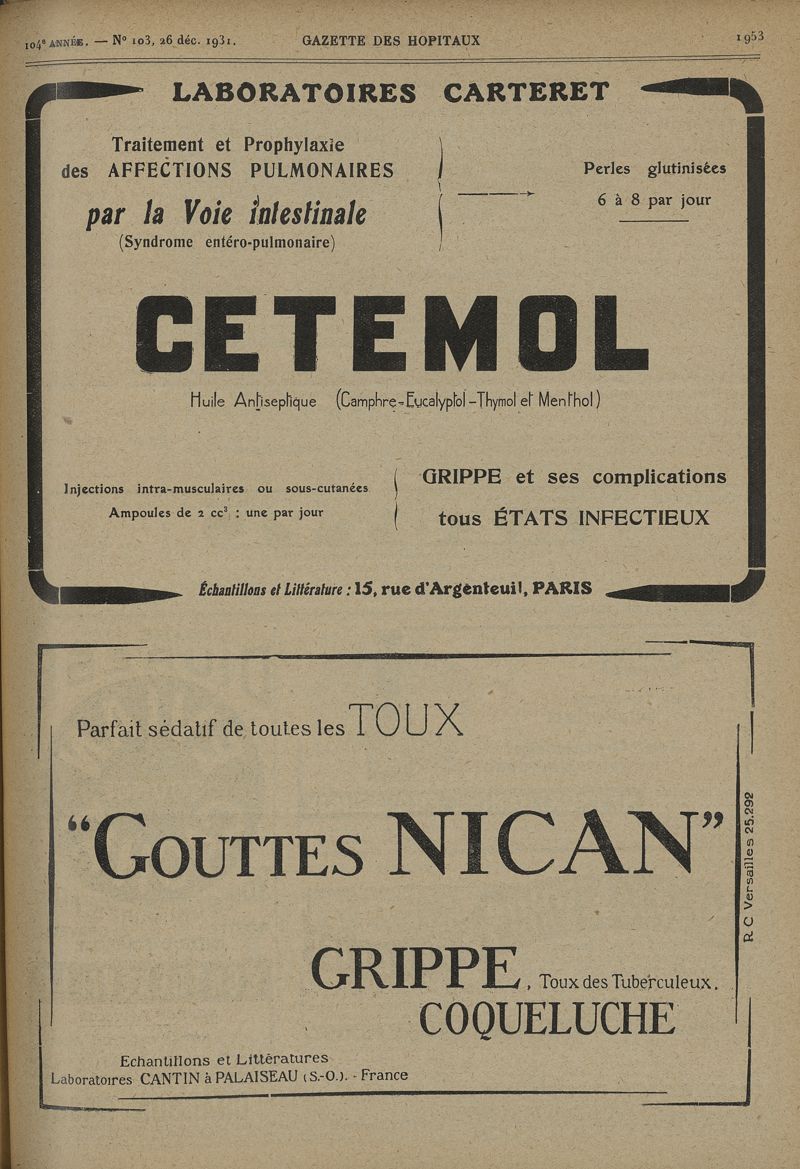 104e ANNÉE. — No 103, 26 déc. 1931.
GAZETTE DES HOPITAUX
1953
LABORATOIRES CARTERET
Traitement et Prophylaxie
des AFFECTIONS PULMONAIRES
par la Voie intestinale
(Syndrome entéro-pulmonaire)
Perles glutinisées
6 à 8 par jour
CETEMOL
Huile Antiseptique (Camphre-Eucalyptol-Thymol et Menthol)
Injections intra-musculaires ou sous-cutanées
Ampoules de 2 cc³ : une par jour
GRIPPE et ses complications
tous ÉTATS INFECTIEUX
Échantillons et Littérature : 15, rue d'Argenteuil, PARIS
Parfait sédatif de toutes les TOUX
“GOUTTES NICAN”
GRIPPE, Toux des Tuberculeux.
COQUELUCHE
Echantillons et Littératures
Laboratoires CANTIN à PALAISEAU (S.-O.). - France
R C Versailles 25.292